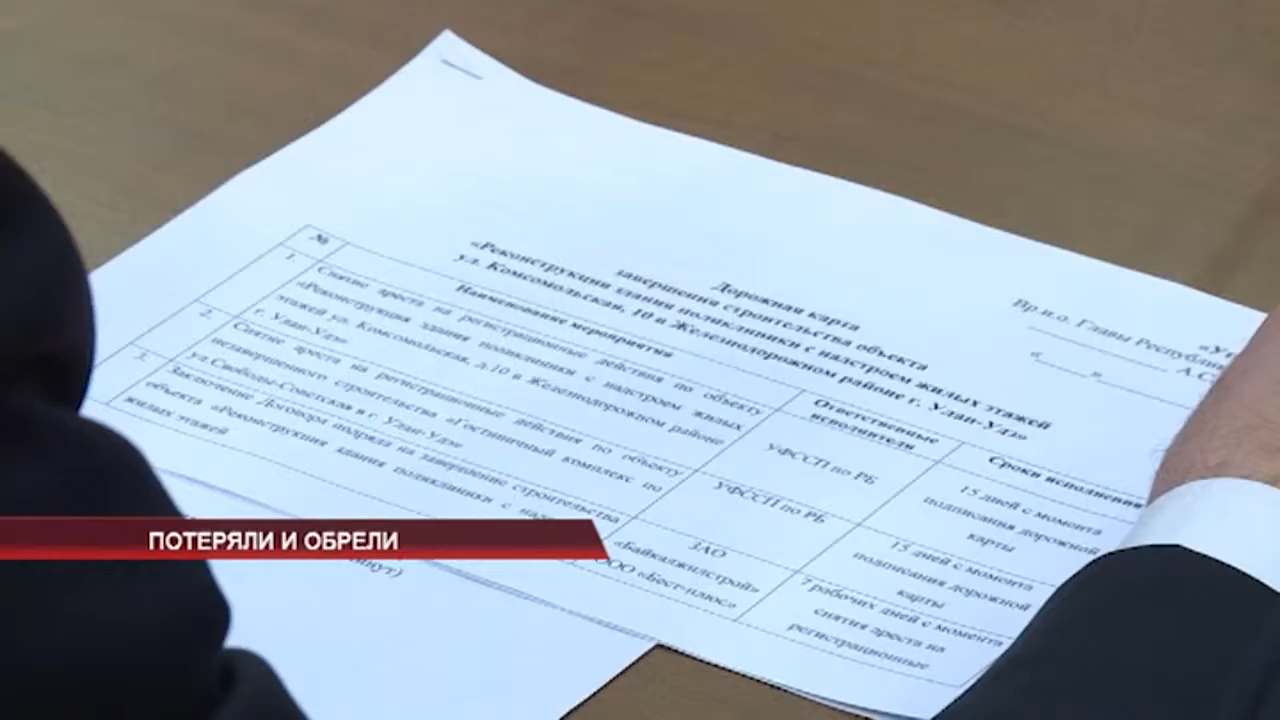 «Ут
Вр.и.о. Главы Республики
А.С
«____»
Дорожная карта
завершения строительства объекта
«Реконструкция здания поликлиники с надстроем жилых этажей
ул. Комсомольская, 10 в Железнодорожном районе г. Улан-Удэ»
№
Наименование мероприятия
Ответственные
исполнители
Сроки исполнения
1.
Снятие ареста на регистрационные действия по объекту
«Реконструкция здания поликлиники с надстроем жилых
этажей ул. Комсомольская, д.10 в Железнодорожном районе
г. Улан-Удэ»
УФССП по РБ
15 дней с момента
подписания дорожной
карты
2.
Снятие ареста на регистрационные действия по объекту
незавершенного строительства «Гостиничный комплекс по
ул.Свободы-Советская в г. Улан-Удэ»
УФССП по РБ
15 дней с момента
подписания дорожной
карты
3.
Заключение Договора подряда на завершение строительства
объекта «Реконструкция здания поликлиники с
жилых этажей
ЗАО
«Байкалжилстрой»
ООО «Бест-плюс»
7 рабочих дней с момента
снятия ареста на
регистрационные
ПОТЕРЯЛИ И ОБРЕЛИ